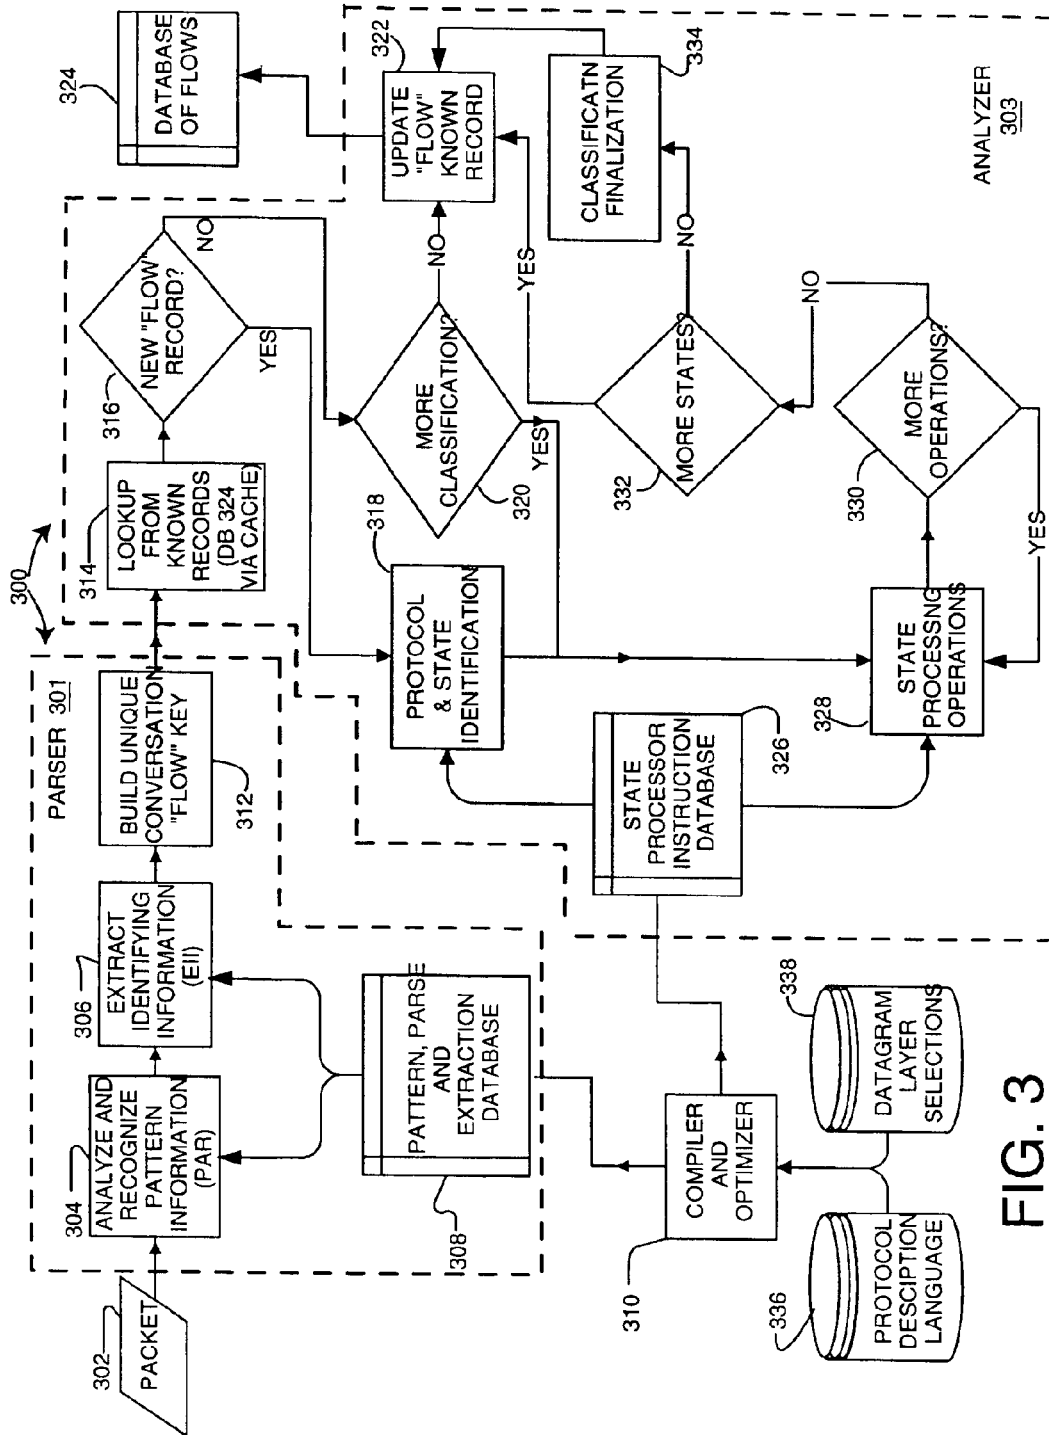 300
302
PACKET
PARSER 301
304
ANALYZE AND
RECOGNIZE
PATTERN
INFORMATION
(PAR)
306
EXTRACT
IDENTIFYING
INFORMATION
(EII)
BUILD UNIQUE
CONVERSATION
"FLOW" KEY
312
PATTERN, PARSE
AND
EXTRACTION
DATABASE
308
314
LOOKUP
FROM
KNOWN
RECORDS
(DB 324
VIA CACHE)
316
NEW "FLOW"
RECORD?
NO
YES
324
DATABASE
OF FLOWS
318
PROTOCOL
& STATE
IDENTIFICATION
MORE
CLASSIFICATION?
320
YES
NO
322
UPDATE
"FLOW"
KNOWN
RECORD
STATE
PROCESSOR
INSTRUCTION
DATABASE
326
328
STATE
PROCESSNG
OPERATIONS
330
MORE
OPERATIONS?
YES
NO
332
MORE STATES?
YES
NO
CLASSIFICATN
FINALIZATION
334
ANALYZER
303
310
COMPILER
AND
OPTIMIZER
336
PROTOCOL
DESCIPTION
LANGUAGE
338
DATAGRAM
LAYER
SELECTIONS
FIG. 3